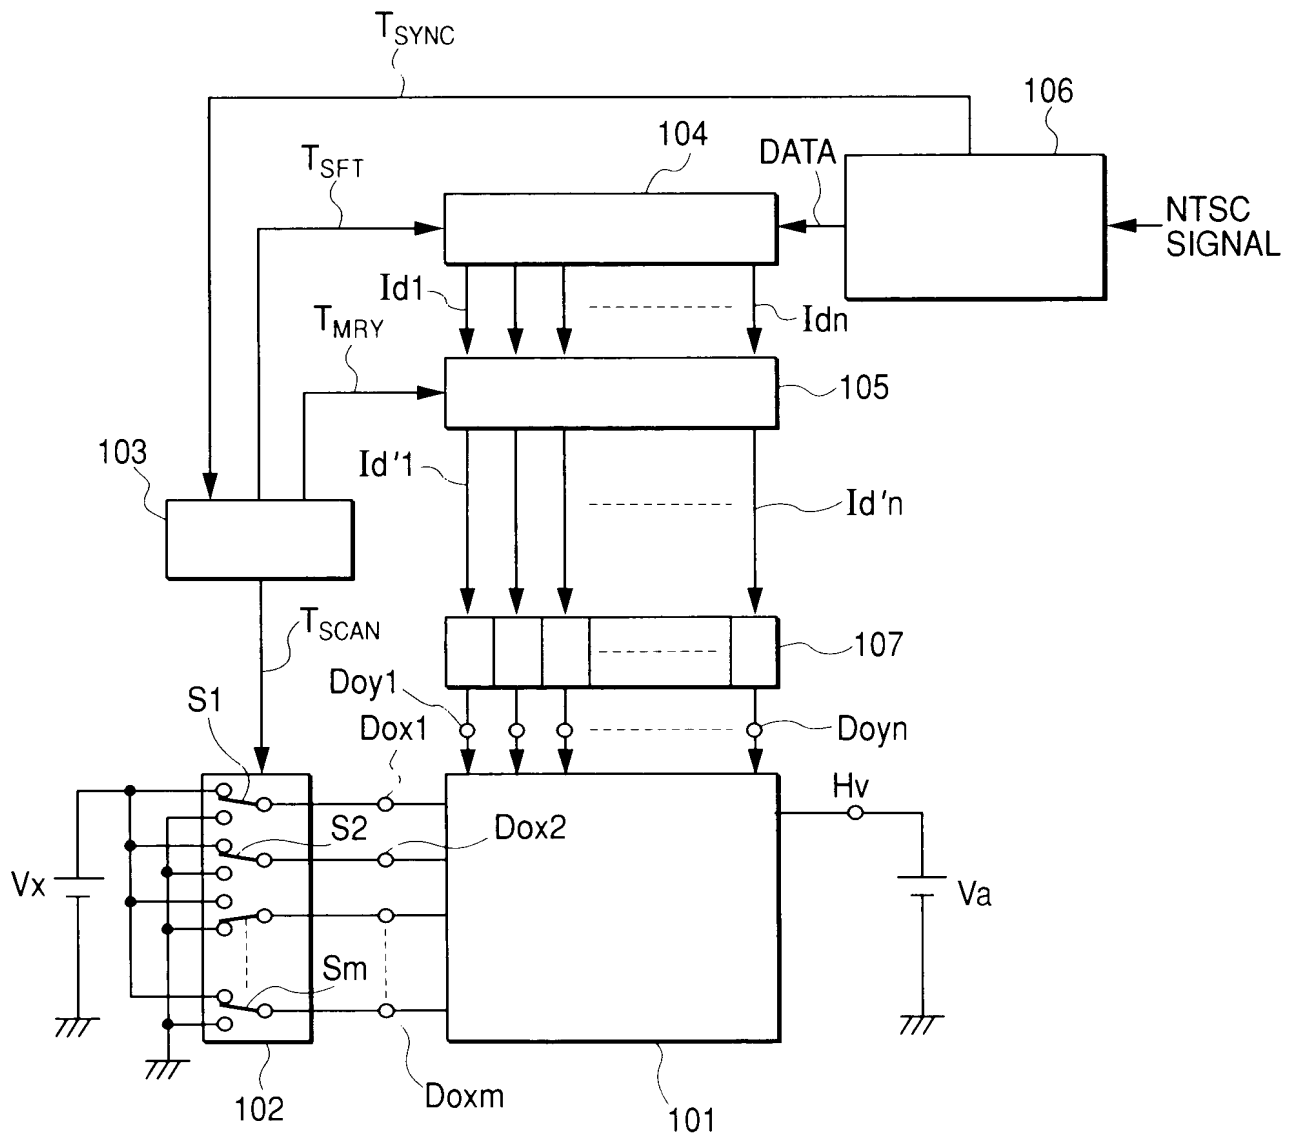 TSYNC
106
104
DATA
TSFT
NTSC
SIGNAL
Id1
Idn
TMRY
105
103
Id'1
Id'n
TSCAN
107
Doy1
S1
Dox1
Doyn
Hv
S2
Dox2
Vx
Va
Sm
Doxm
102
101